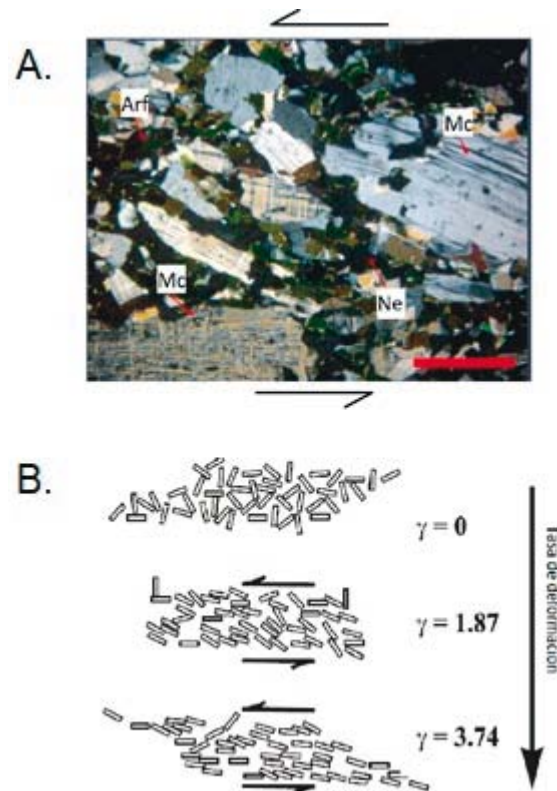 A.
Arf
Mc
Mc
Ne
B.
γ = 0
γ = 1.87
γ = 3.74
Tasa de deformación